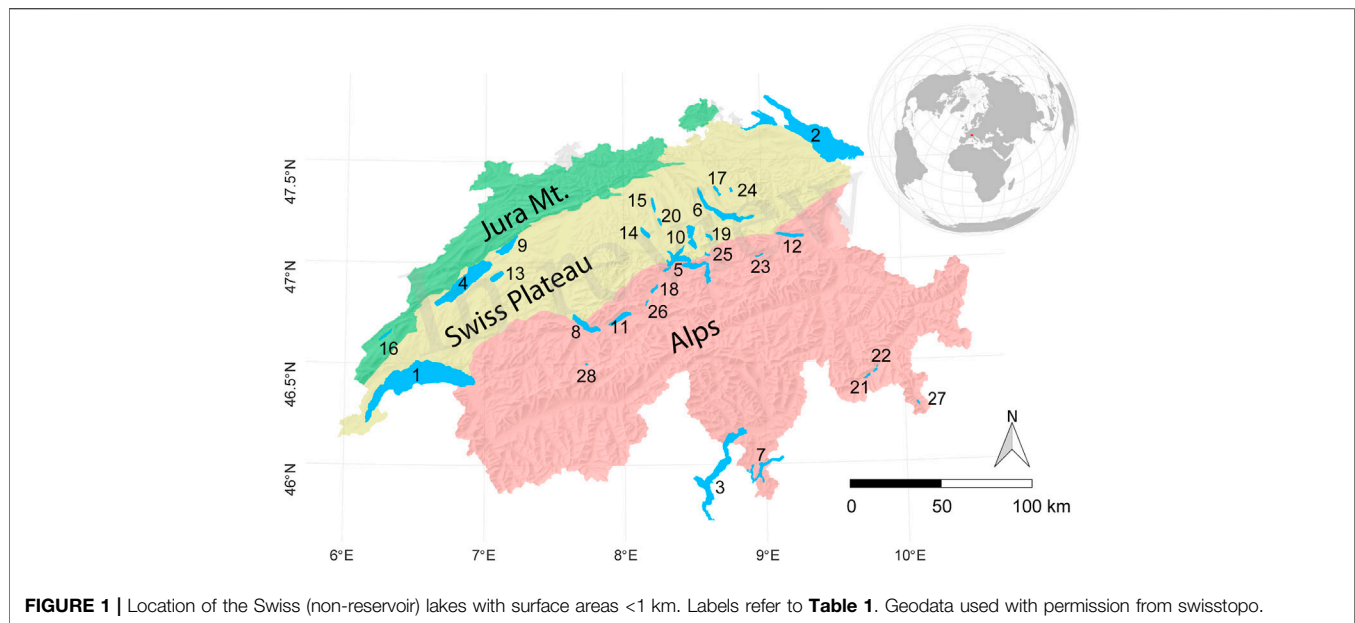 47.5°N
47°N
46.5°N
46°N
6°E
7°E
8°E
9°E
10°E
Jura Mt.
Swiss Plateau
Alps
2
17
24
15
6
20
14
10
19
9
12
25
23
5
4
13
18
26
16
8
11
1
28
22
21
27
7
3
N
0 50 100 km
FIGURE 1 | Location of the Swiss (non-reservoir) lakes with surface areas <1 km. Labels refer to Table 1. Geodata used with permission from swisstopo.